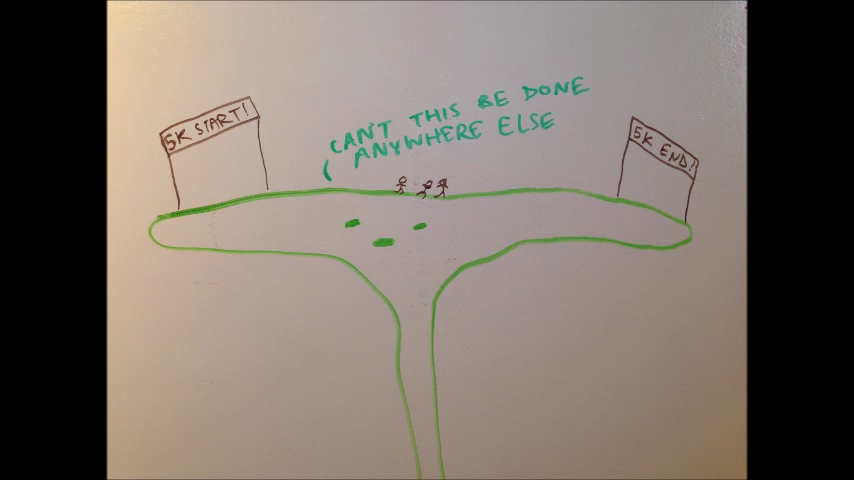 5K START!
CAN'T THIS BE DONE
ANYWHERE ELSE
5K END!